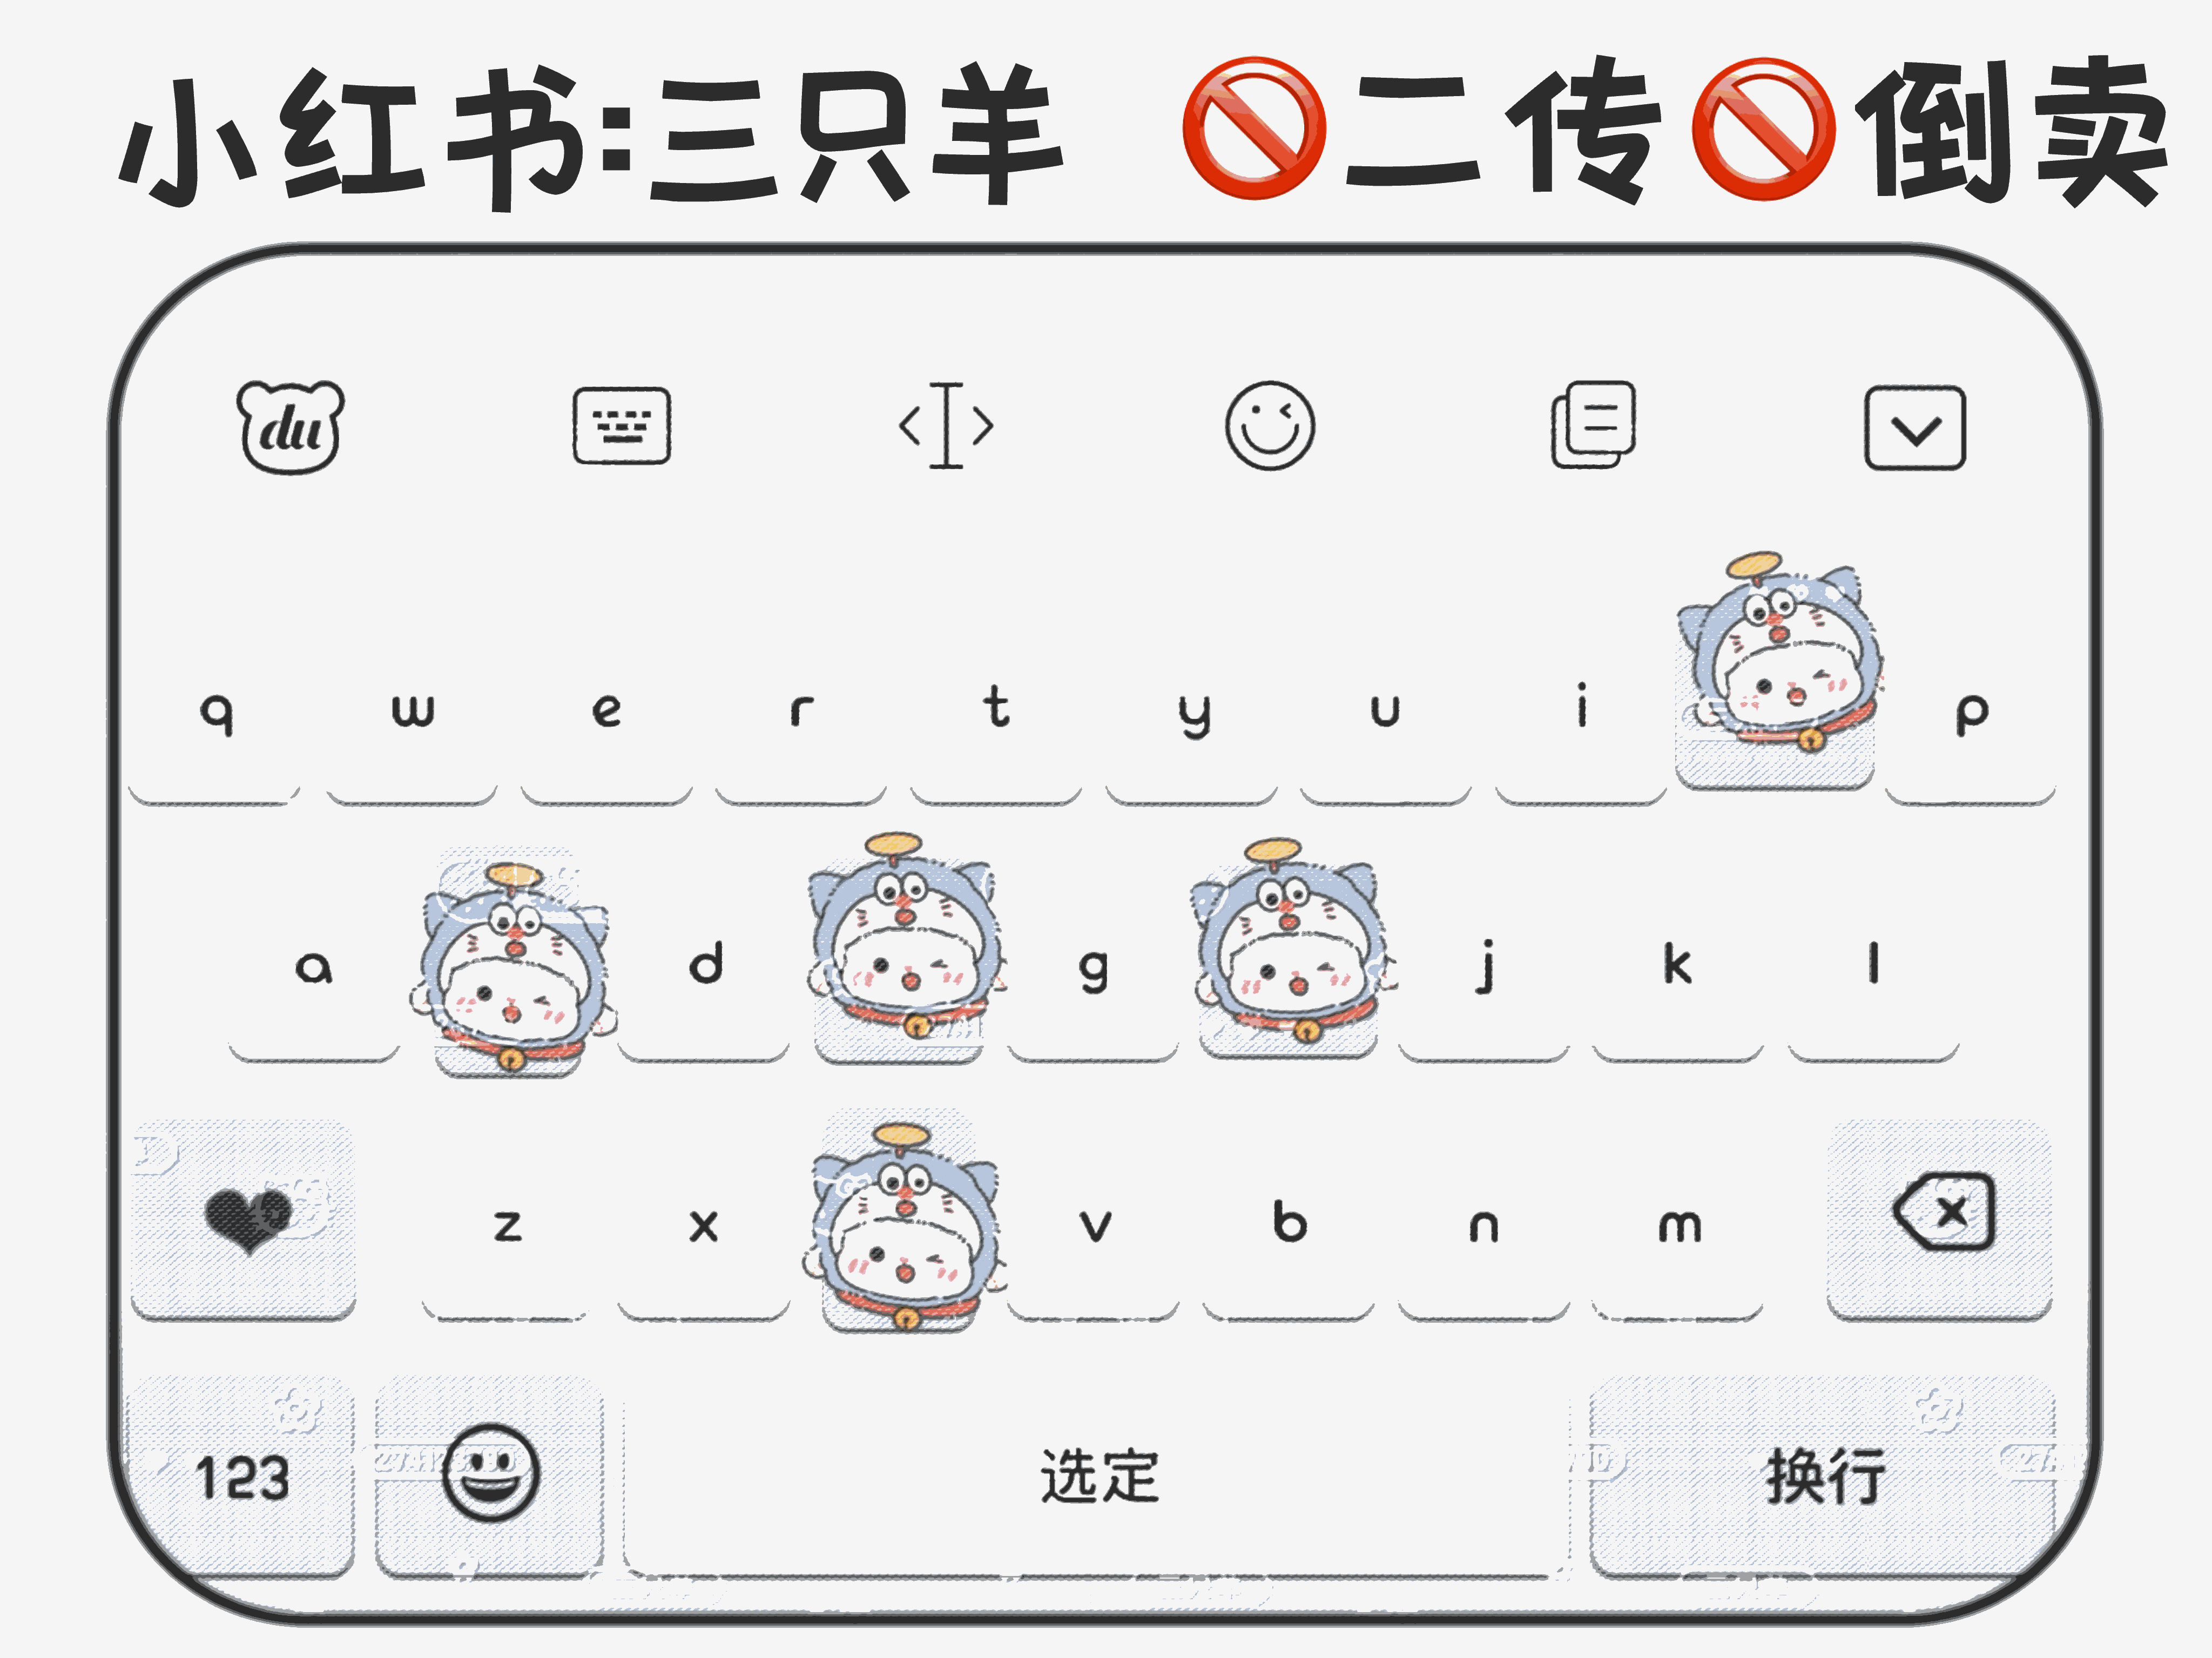 小红书:三只羊 🚫二传🚫倒卖
du
q w e r t y u i p
a d g j k l
z x v b n m
123 选定 换行